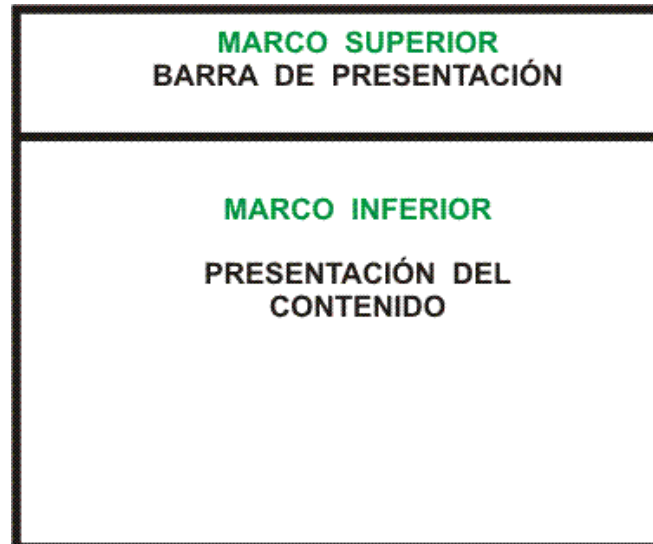 MARCO SUPERIOR
BARRA DE PRESENTACIÓN
MARCO INFERIOR
PRESENTACIÓN DEL
CONTENIDO